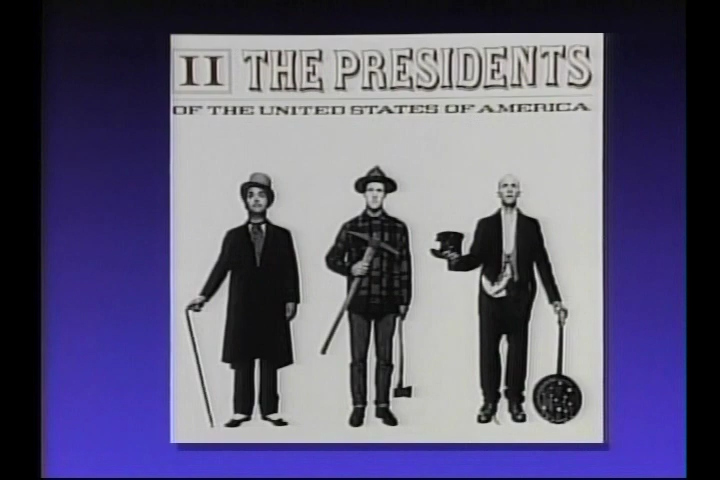 II THE PRESIDENTS
OF THE UNITED STATES OF AMERICA